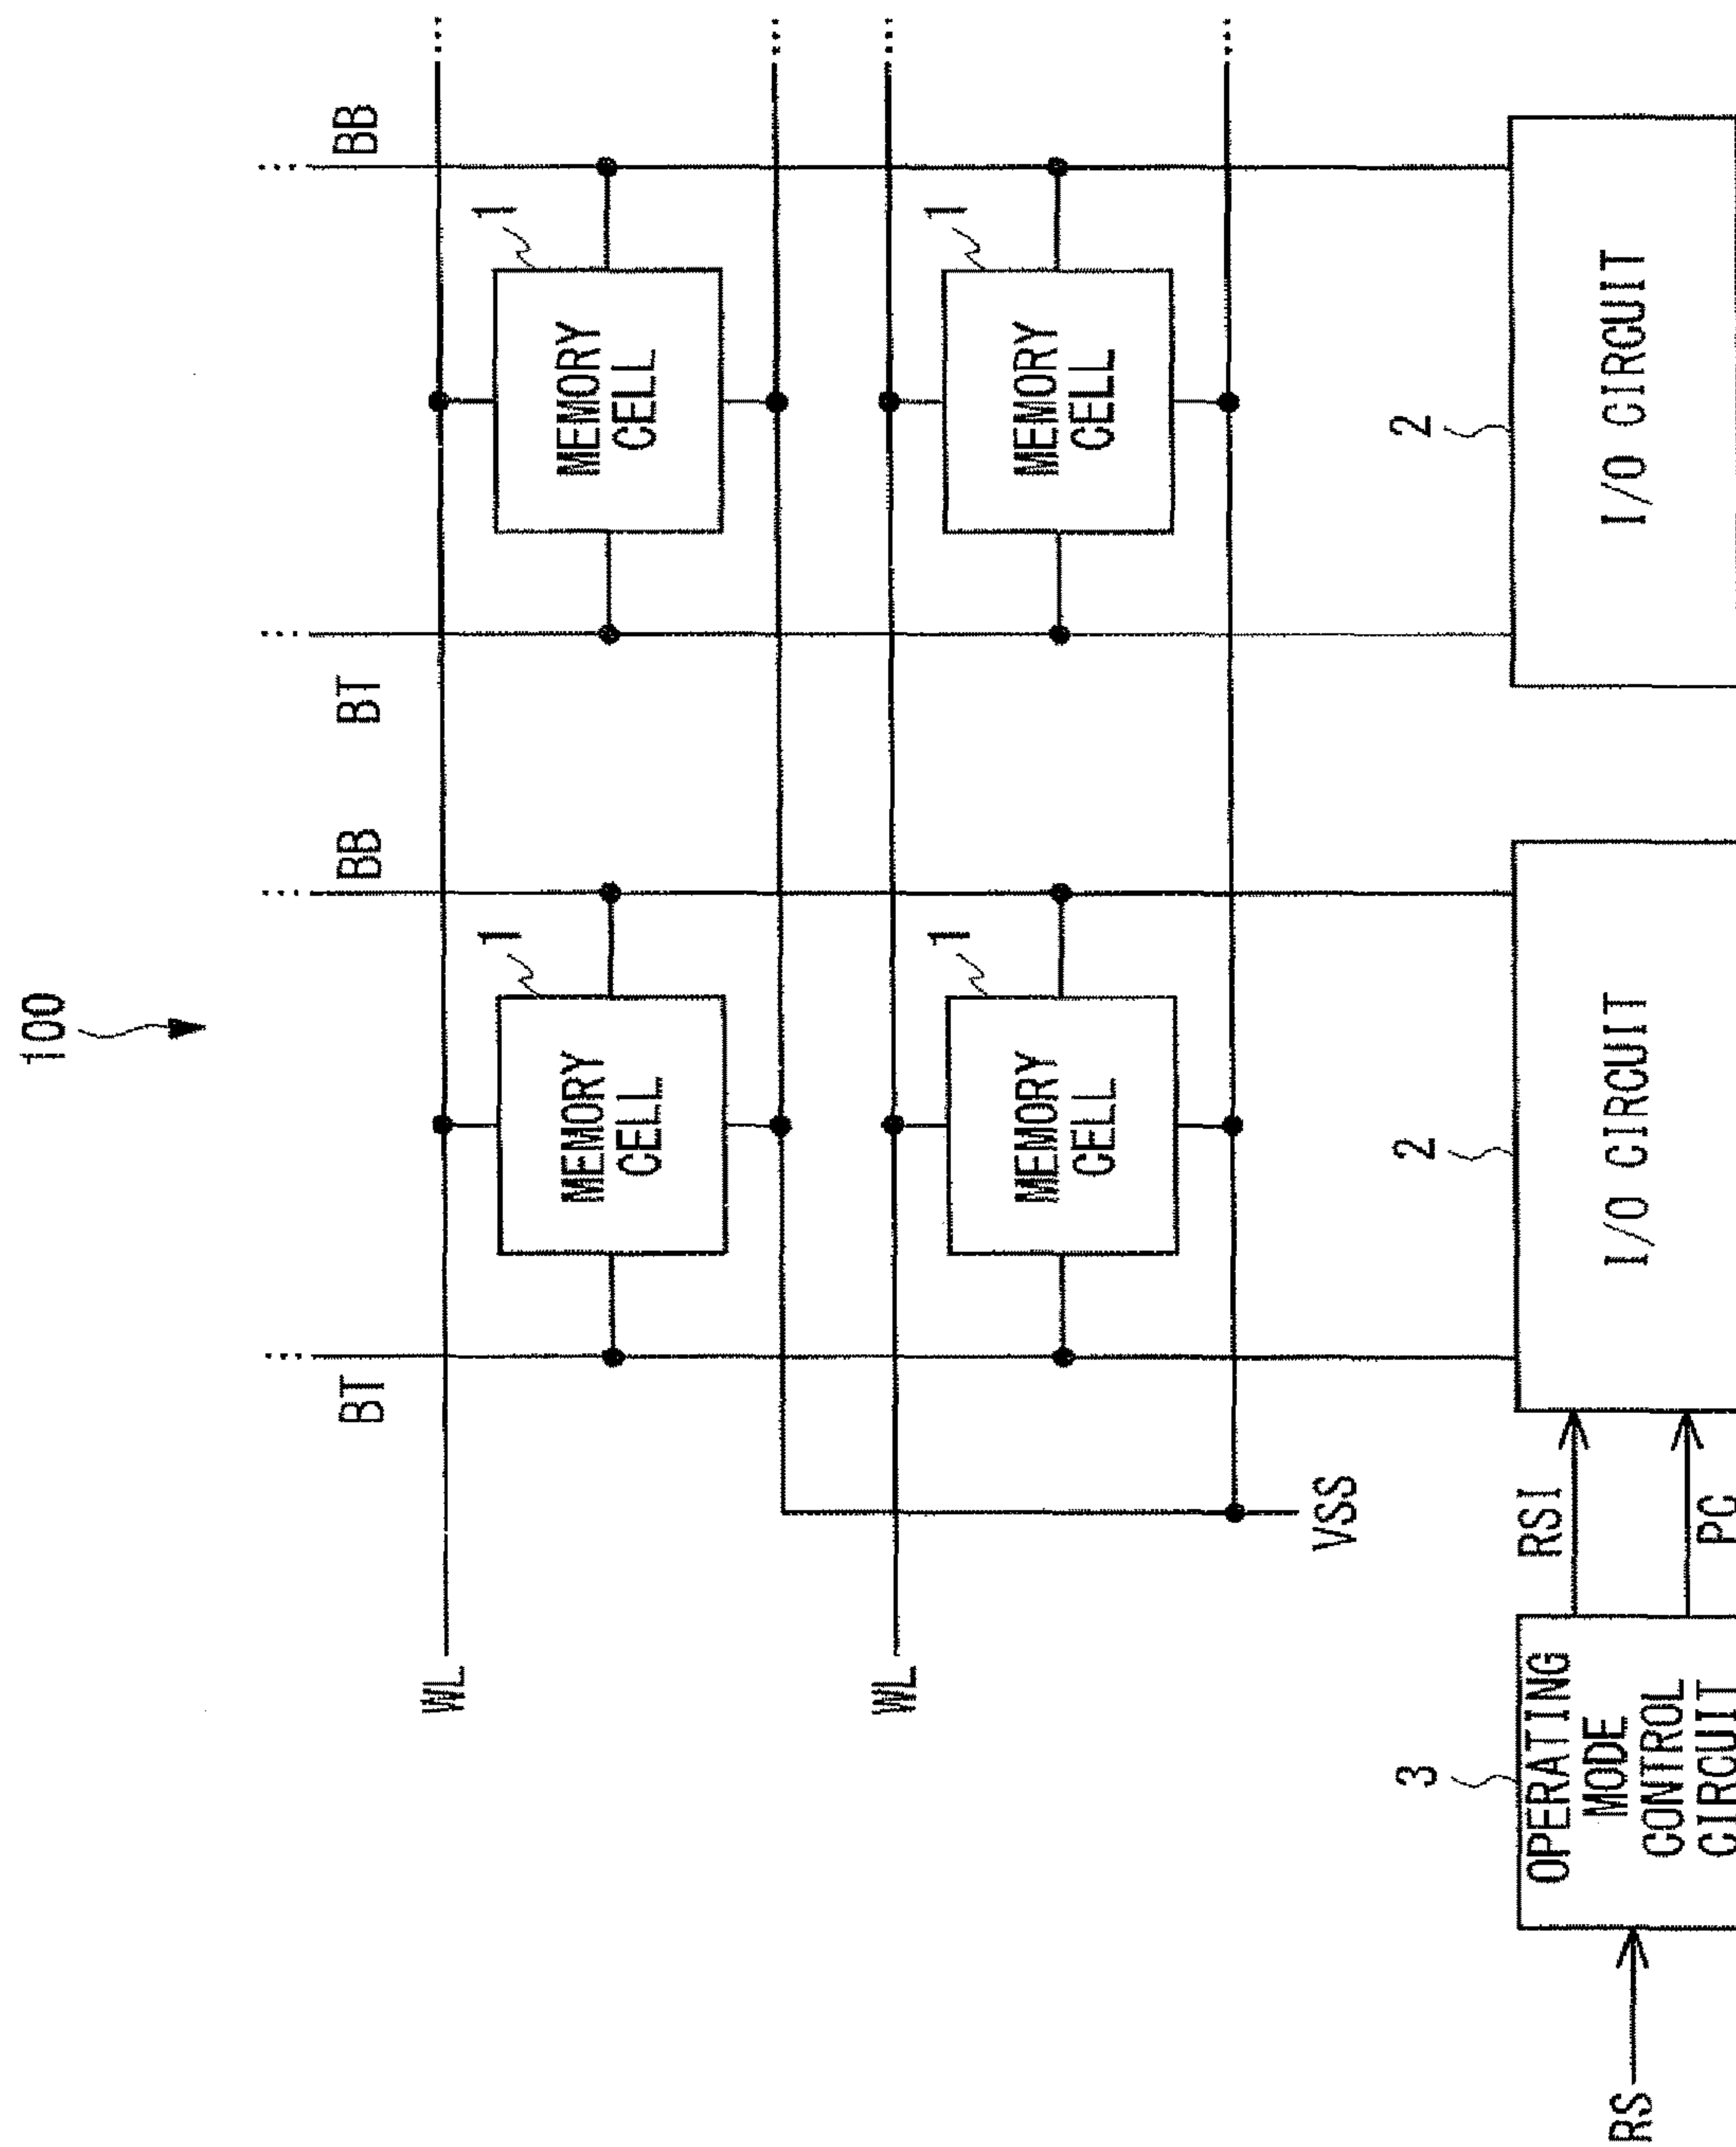 100
BT
BB
BT
BB
WL
1
1
MEMORY
CELL
MEMORY
CELL
WL
1
1
MEMORY
CELL
MEMORY
CELL
VSS
3
2
2
RS
OPERATING
MODE
CONTROL
CIRCUIT
RSI
PC
I/O CIRCUIT
I/O CIRCUIT